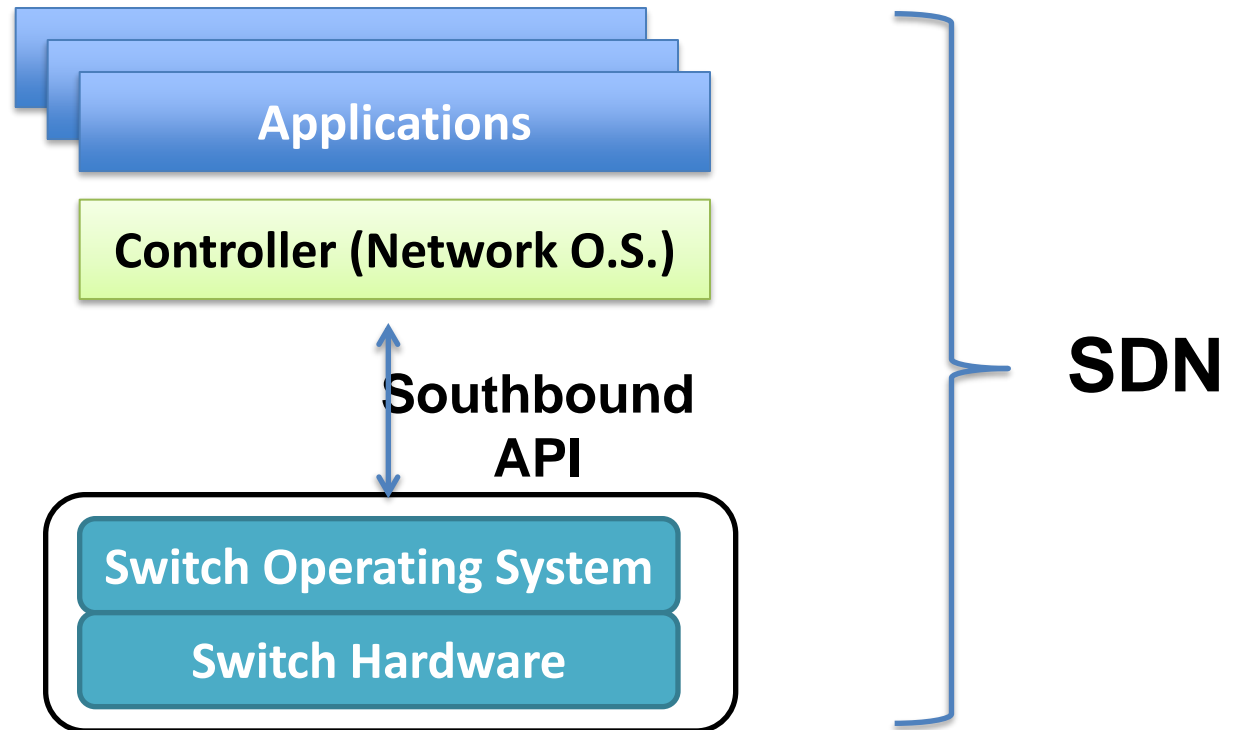 Applications
Controller (Network O.S.)
Southbound
API
SDN
Switch Operating System
Switch Hardware